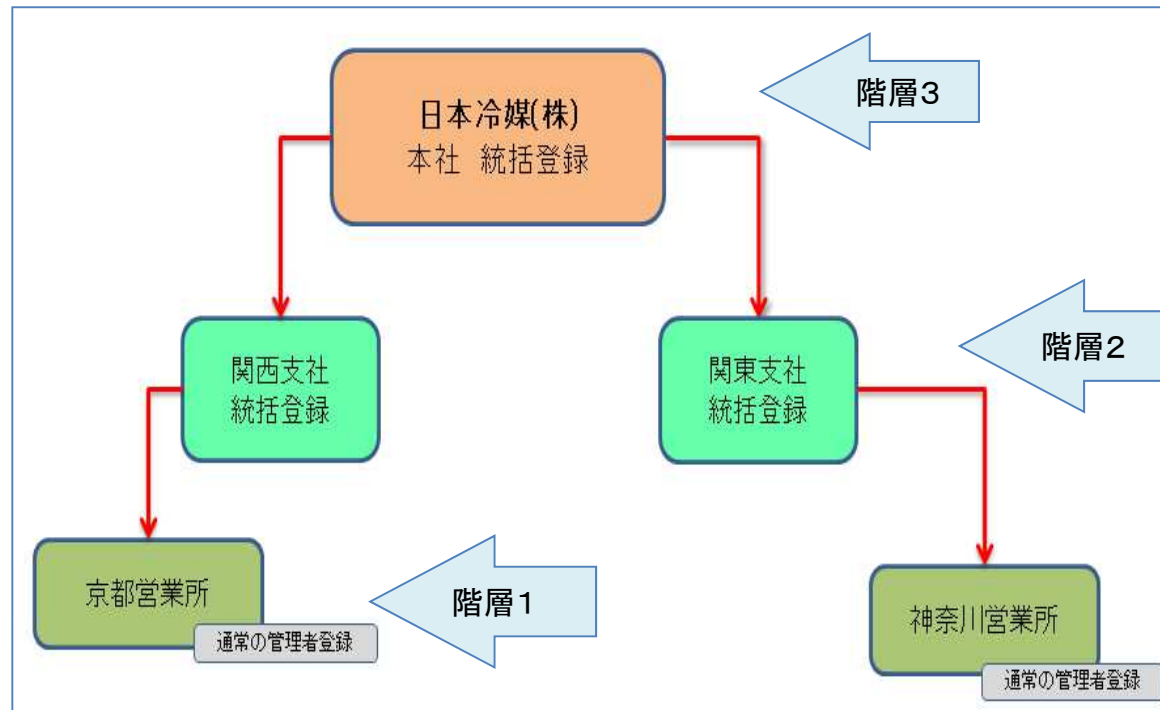 日本冷媒(株)
本社 統括登録
階層3
関西支社
統括登録
関東支社
統括登録
階層2
京都営業所
通常の管理者登録
階層1
神奈川営業所
通常の管理者登録